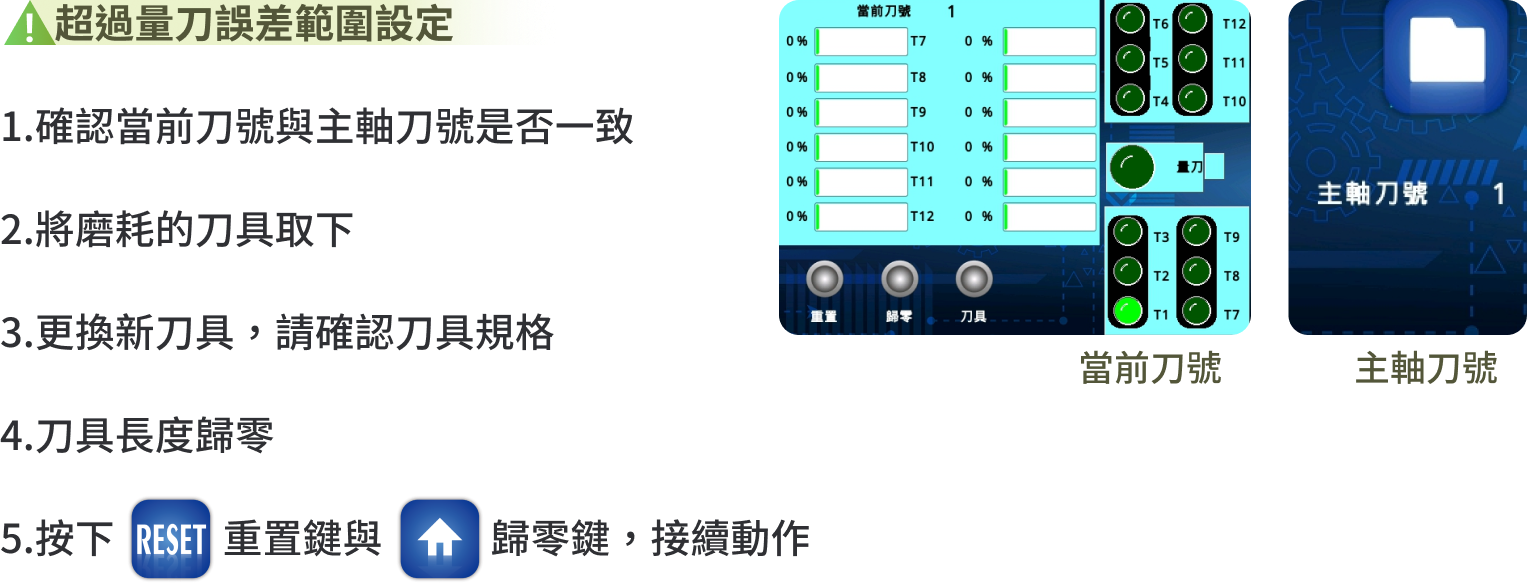 超過量刀誤差範圍設定
1.確認當前刀號與主軸刀號是否一致
2.將磨耗的刀具取下
3.更換新刀具，請確認刀具規格
4.刀具長度歸零
5.按下 RESET 重置鍵與 歸零鍵，接續動作
當前刀號 1
0 % T7 0 %
0 % T8 0 %
0 % T9 0 %
0 % T10 0 %
0 % T11 0 %
0 % T12 0 %
重置 歸零 刀具
T6 T12
T5 T11
T4 T10
量刀
T3 T9
T2 T8
T1 T7
當前刀號
主軸刀號 1
主軸刀號